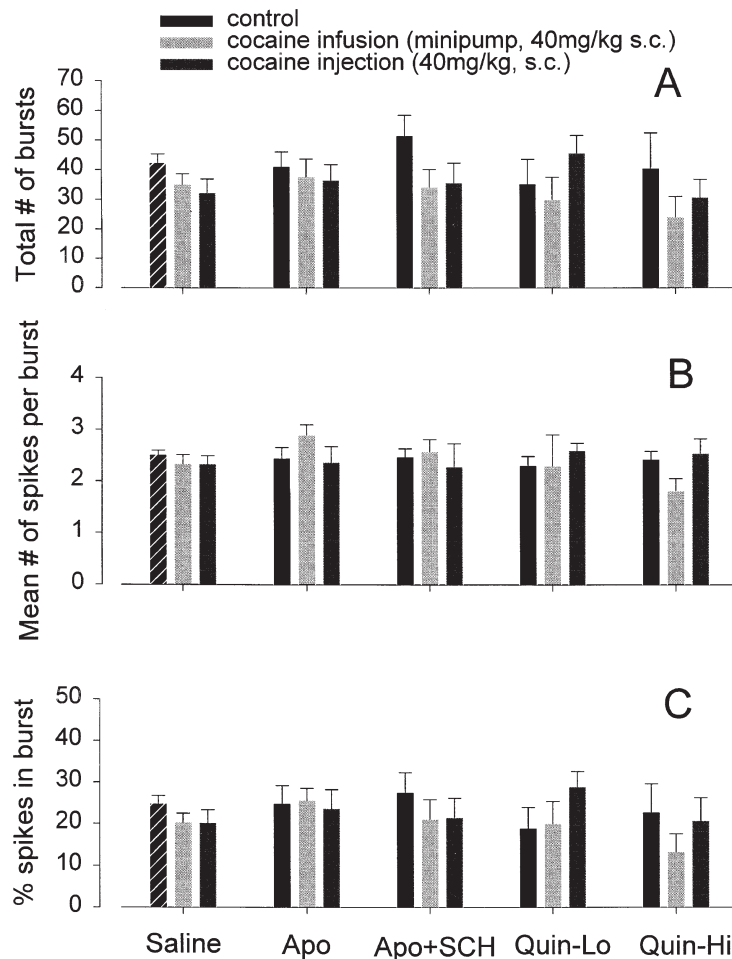 control
cocaine infusion (minipump, 40mg/kg s.c.)
cocaine injection (40mg/kg, s.c.)
A
Total # of bursts
70
60
50
40
30
20
10
0
B
Mean # of spikes per burst
4
3
2
1
0
C
% spikes in burst
50
40
30
20
10
0
Saline Apo Apo+SCH Quin-Lo Quin-Hi